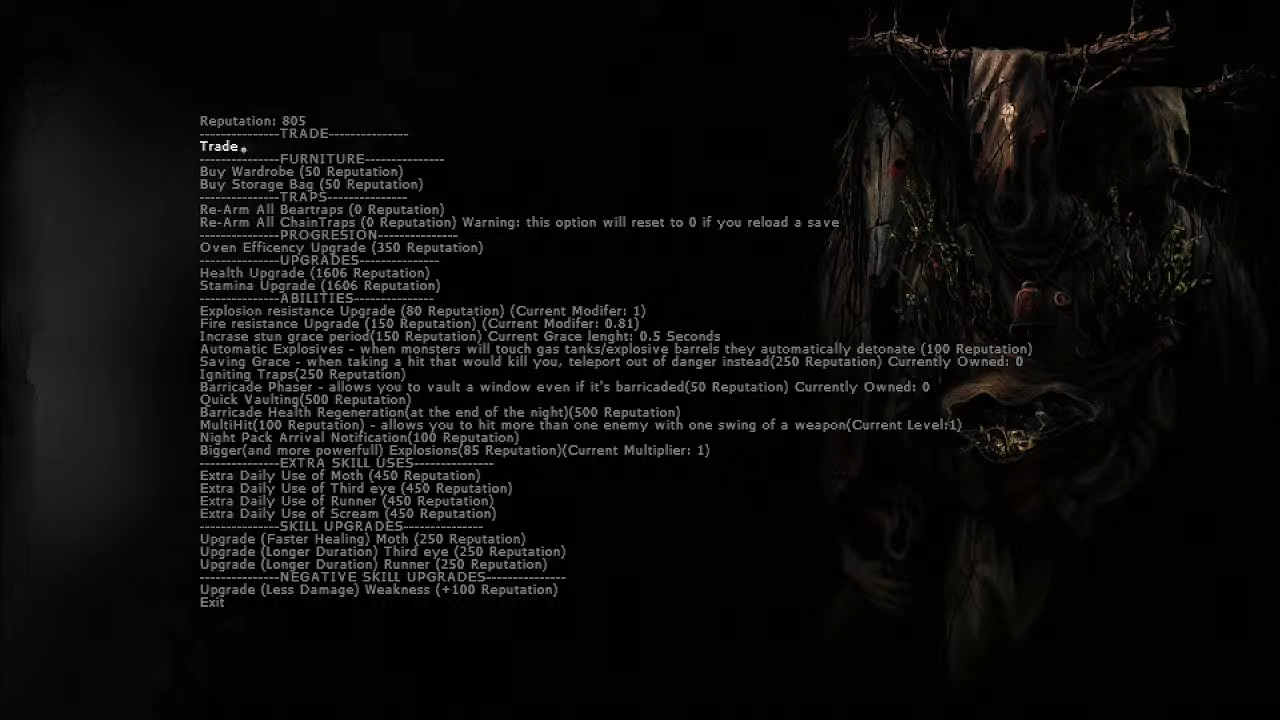 Reputation: 805
---------------TRADE---------------
Trade
---------------FURNITURE---------------
Buy Wardrobe (50 Reputation)
Buy Storage Bag (50 Reputation)
---------------TRAPS---------------
Re-Arm All Beartraps (0 Reputation)
Re-Arm All ChainTraps (0 Reputation) Warning: this option will reset to 0 if you reload a save
---------------PROGRESION---------------
Oven Efficency Upgrade (350 Reputation)
---------------UPGRADES---------------
Health Upgrade (1606 Reputation)
Stamina Upgrade (1606 Reputation)
---------------ABILITIES---------------
Explosion resistance Upgrade (80 Reputation) (Current Modifer: 1)
Fire resistance Upgrade (150 Reputation) (Current Modifer: 0.81)
Incrase stun grace period(150 Reputation) Current Grace lenght: 0.5 Seconds
Automatic Explosives - when monsters will touch gas tanks/explosive barrels they automatically detonate (100 Reputation)
Saving Grace - when taking a hit that would kill you, teleport out of danger instead(250 Reputation) Currently Owned: 0
Igniting Traps(250 Reputation)
Barricade Phaser - allows you to vault a window even if it's barricaded(50 Reputation) Currently Owned: 0
Quick Vaulting(500 Reputation)
Barricade Health Regeneration(at the end of the night)(500 Reputation)
MultiHit(100 Reputation) - allows you to hit more than one enemy with one swing of a weapon(Current Level:1)
Night Pack Arrival Notification(100 Reputation)
Bigger(and more powerfull) Explosions(85 Reputation)(Current Multiplier: 1)
---------------EXTRA SKILL USES---------------
Extra Daily Use of Moth (450 Reputation)
Extra Daily Use of Third eye (450 Reputation)
Extra Daily Use of Runner (450 Reputation)
Extra Daily Use of Scream (450 Reputation)
---------------SKILL UPGRADES---------------
Upgrade (Faster Healing) Moth (250 Reputation)
Upgrade (Longer Duration) Third eye (250 Reputation)
Upgrade (Longer Duration) Runner (250 Reputation)
---------------NEGATIVE SKILL UPGRADES---------------
Upgrade (Less Damage) Weakness (+100 Reputation)
Exit